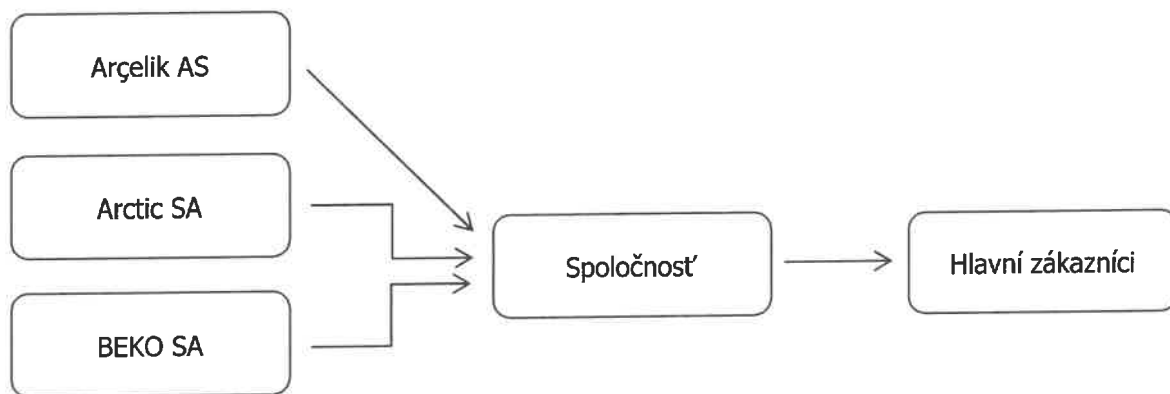 Arçelik AS
Arctic SA
BEKO SA
Spoločnosť
Hlavní zákazníci